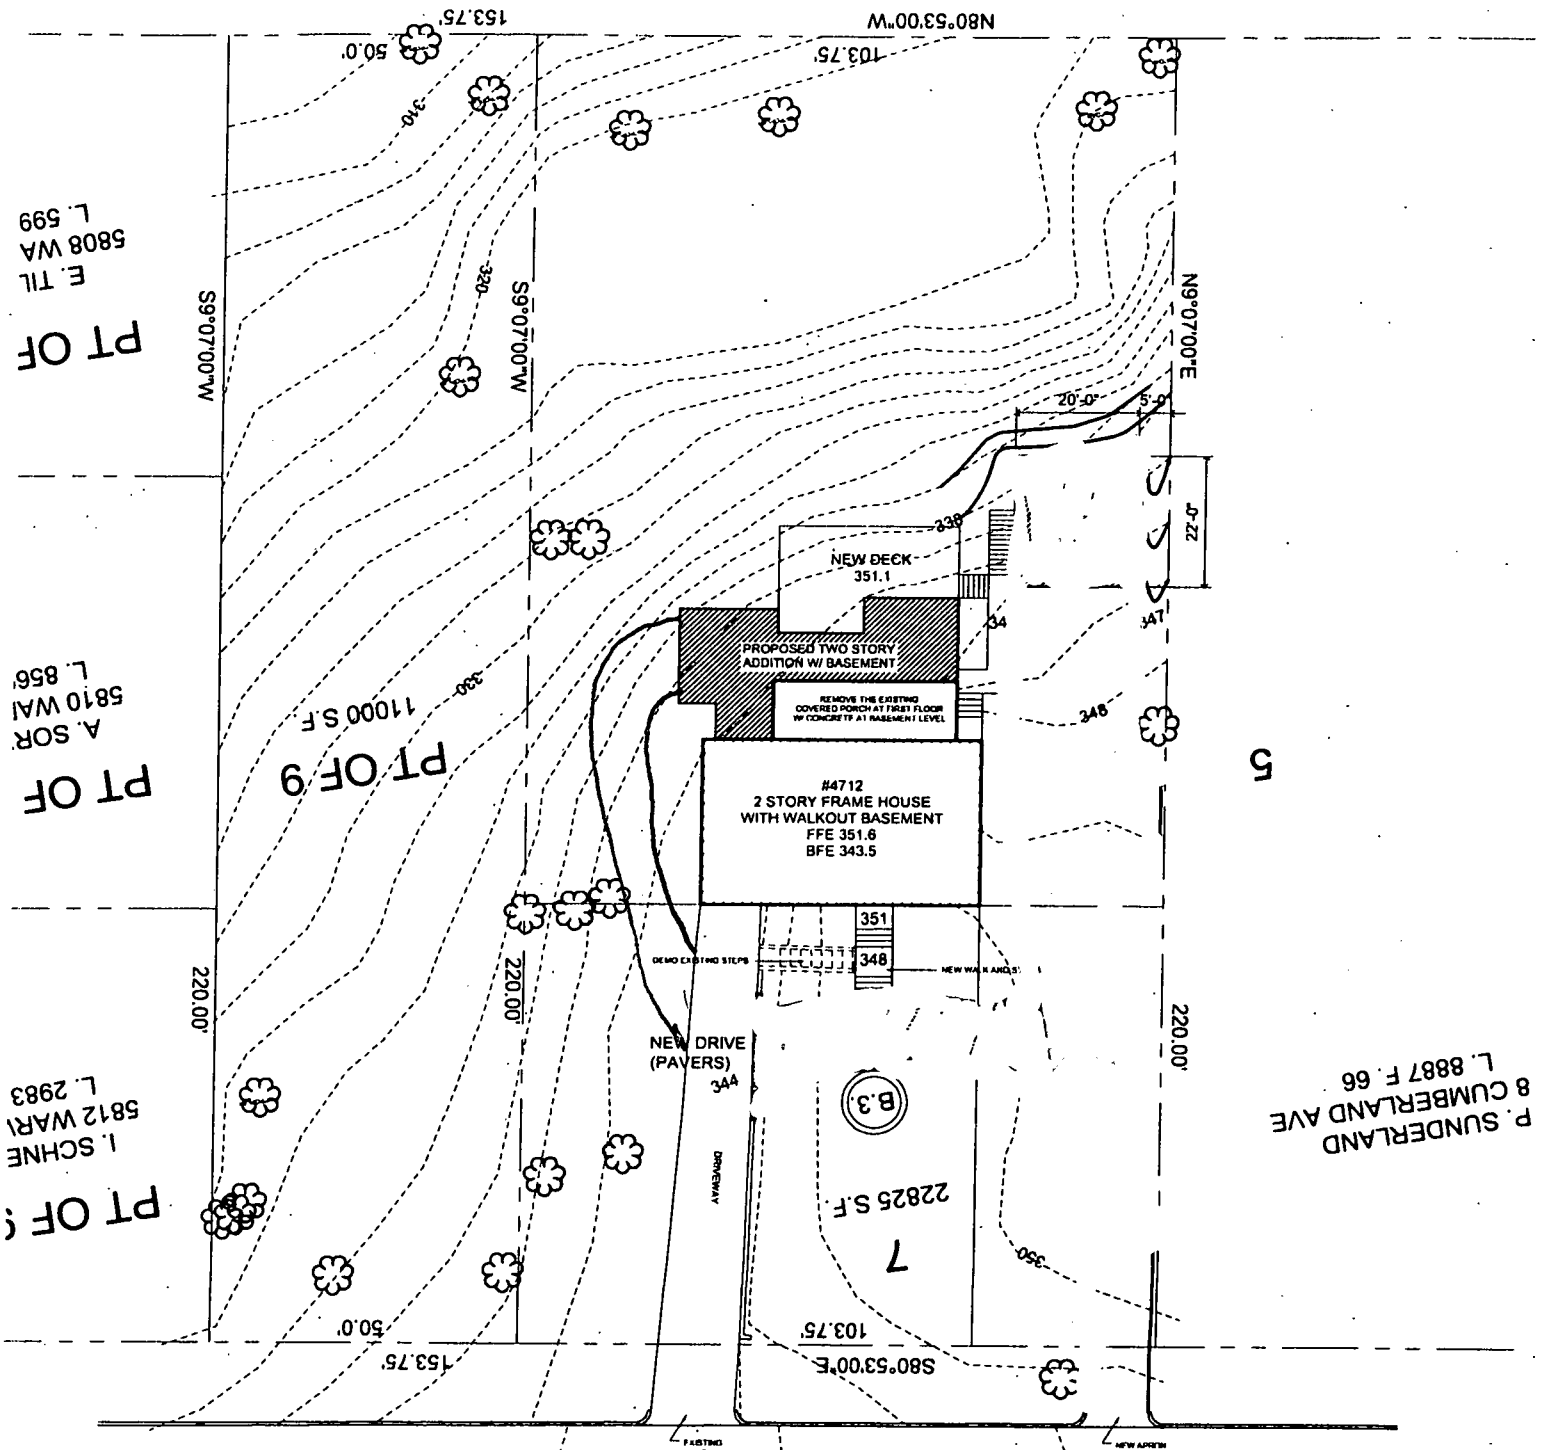 153.75'
N80°53'00"W
50.0'
103.75'
310
E. TIL
5808 WA
L. 599
PT OF
S9°07'00"W
320
S9°07'00"W
N9°07'00"E
20'-0"
5'-0
22'-0"
338
NEW DECK
351.1
34
347
PROPOSED TWO STORY
ADDITION W/ BASEMENT
REMOVE THE EXISTING
COVERED PORCH AT FIRST FLOOR
W/ CONCRETE AT BASEMENT LEVEL
348
330
11000 S.F.
PT OF 9
A. SOR
5810 WAI
L. 856
PT OF
5
#4712
2 STORY FRAME HOUSE
WITH WALKOUT BASEMENT
FFE 351.6
BFE 343.5
351
348
DEMO EXISTING STEPS
NEW WALK AND S
220.00'
220.00'
220.00'
NEW DRIVE
(PAVERS)
344
B.3
DRIVEWAY
22825 S.F.
7
350
P. SUNDERLAND
8 CUMBERLAND AVE
L. 8887 F. 66
I. SCHNE
5812 WARW
L. 2983
PT OF 9
50.0'
153.75'
103.75'
S80°53'00"E
EXISTING
NEW APRON